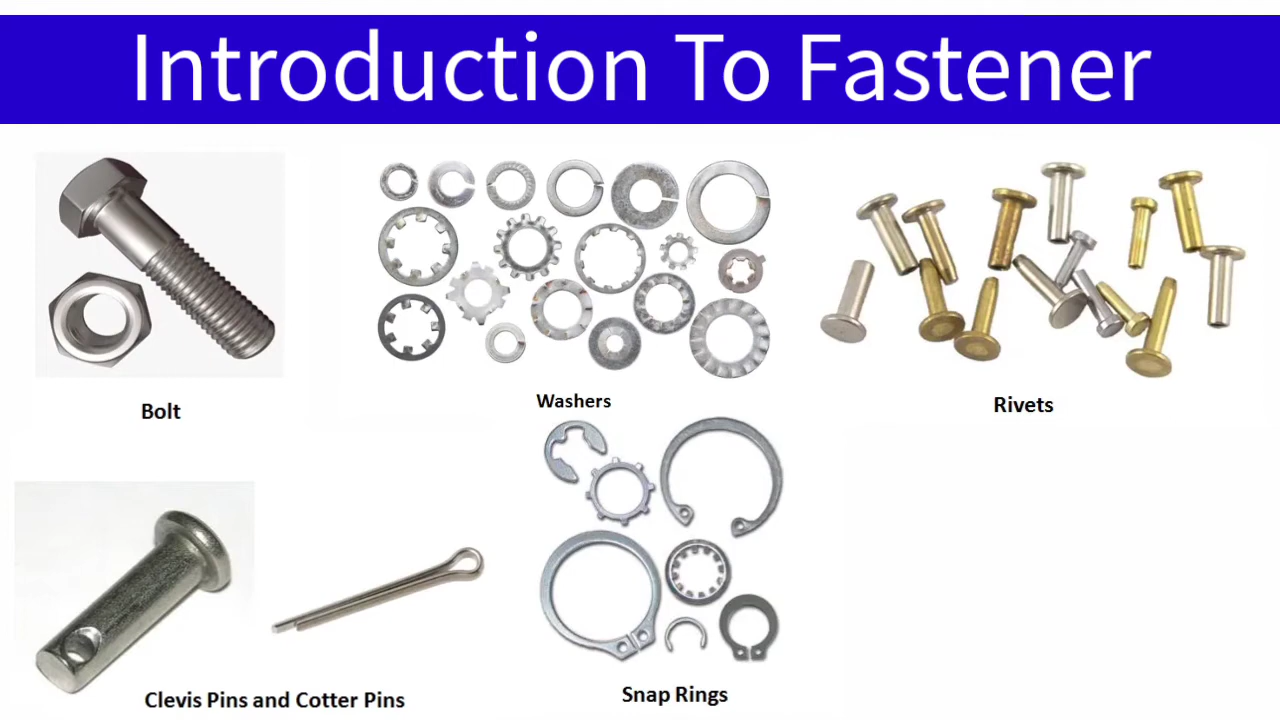 Introduction To Fastener
Bolt
Washers
Rivets
Clevis Pins and Cotter Pins
Snap Rings